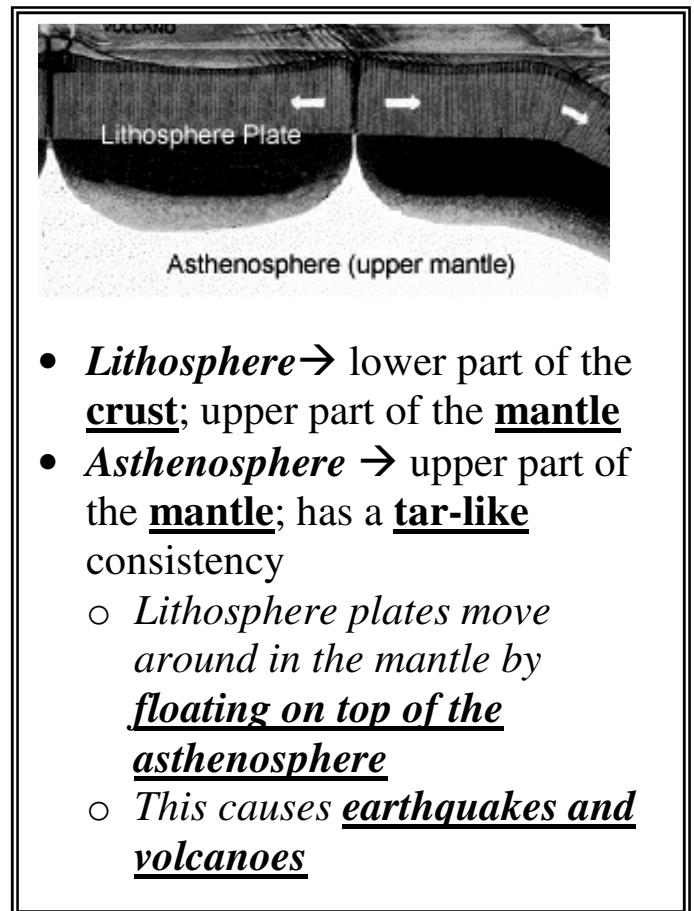 VOLCANO
Lithosphere Plate
Asthenosphere (upper mantle)
• Lithosphere→ lower part of the
crust; upper part of the mantle
• Asthenosphere → upper part of
the mantle; has a tar-like
consistency
o Lithosphere plates move
around in the mantle by
floating on top of the
asthenosphere
o This causes earthquakes and
volcanoes